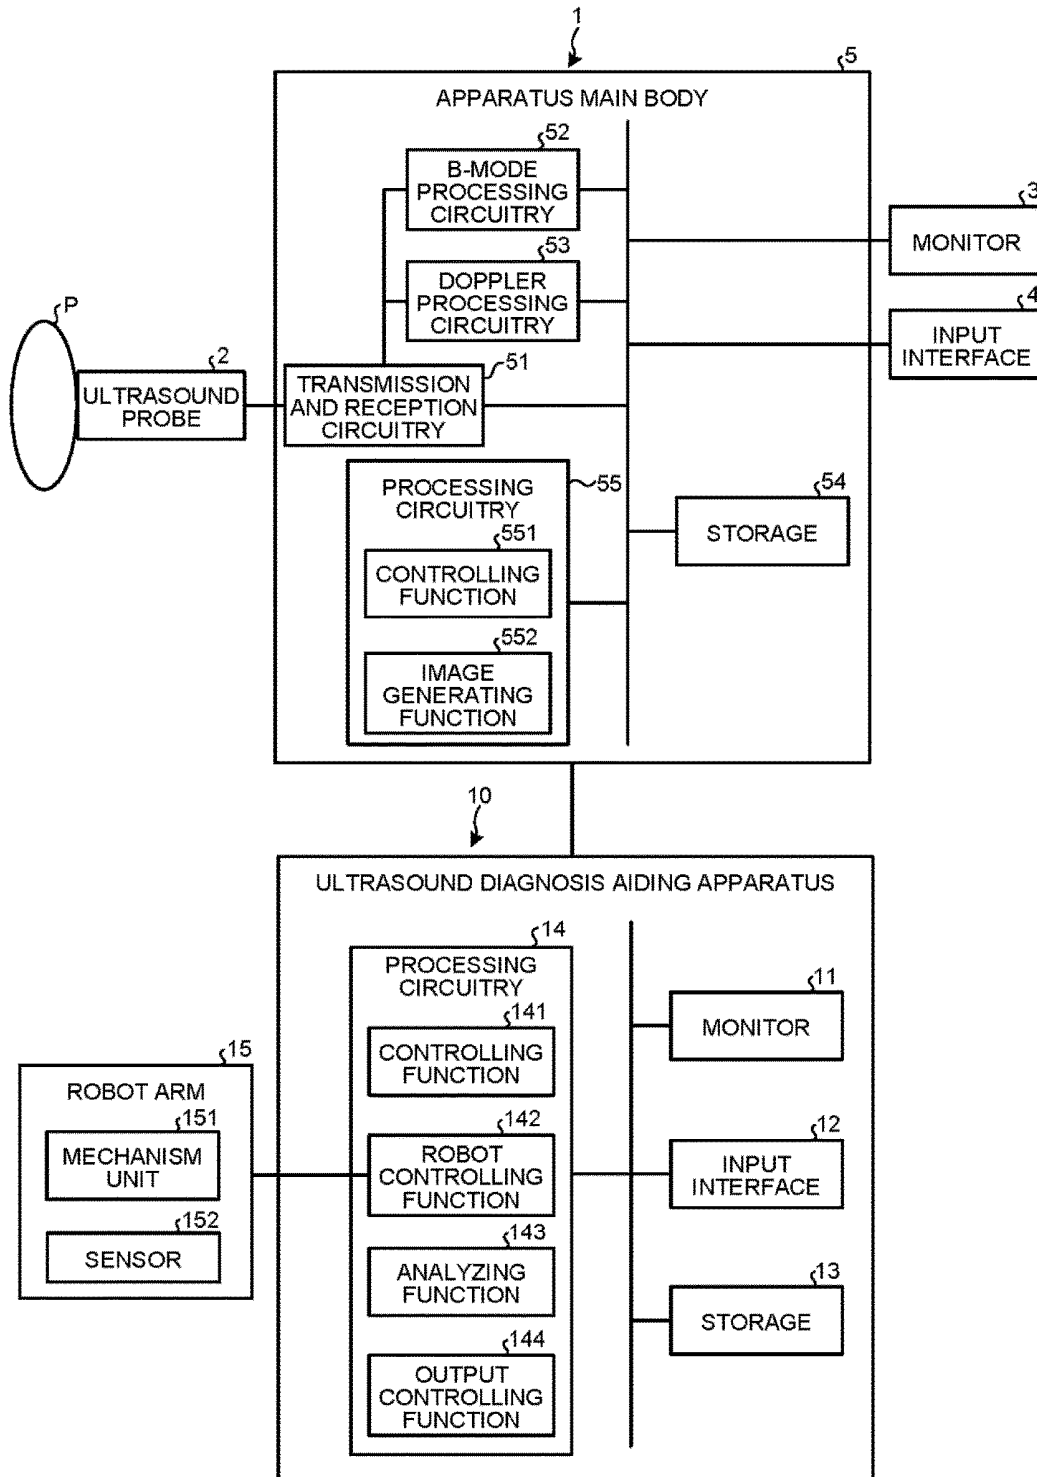 1
5
APPARATUS MAIN BODY
52
B-MODE
PROCESSING
CIRCUITRY
3
MONITOR
53
DOPPLER
PROCESSING
CIRCUITRY
P
4
INPUT
INTERFACE
2
ULTRASOUND
PROBE
51
TRANSMISSION
AND RECEPTION
CIRCUITRY
55
PROCESSING
CIRCUITRY
54
STORAGE
551
CONTROLLING
FUNCTION
552
IMAGE
GENERATING
FUNCTION
10
ULTRASOUND DIAGNOSIS AIDING APPARATUS
14
PROCESSING
CIRCUITRY
11
MONITOR
141
CONTROLLING
FUNCTION
15
ROBOT ARM
151
MECHANISM
UNIT
142
ROBOT
CONTROLLING
FUNCTION
12
INPUT
INTERFACE
152
SENSOR
143
ANALYZING
FUNCTION
13
STORAGE
144
OUTPUT
CONTROLLING
FUNCTION